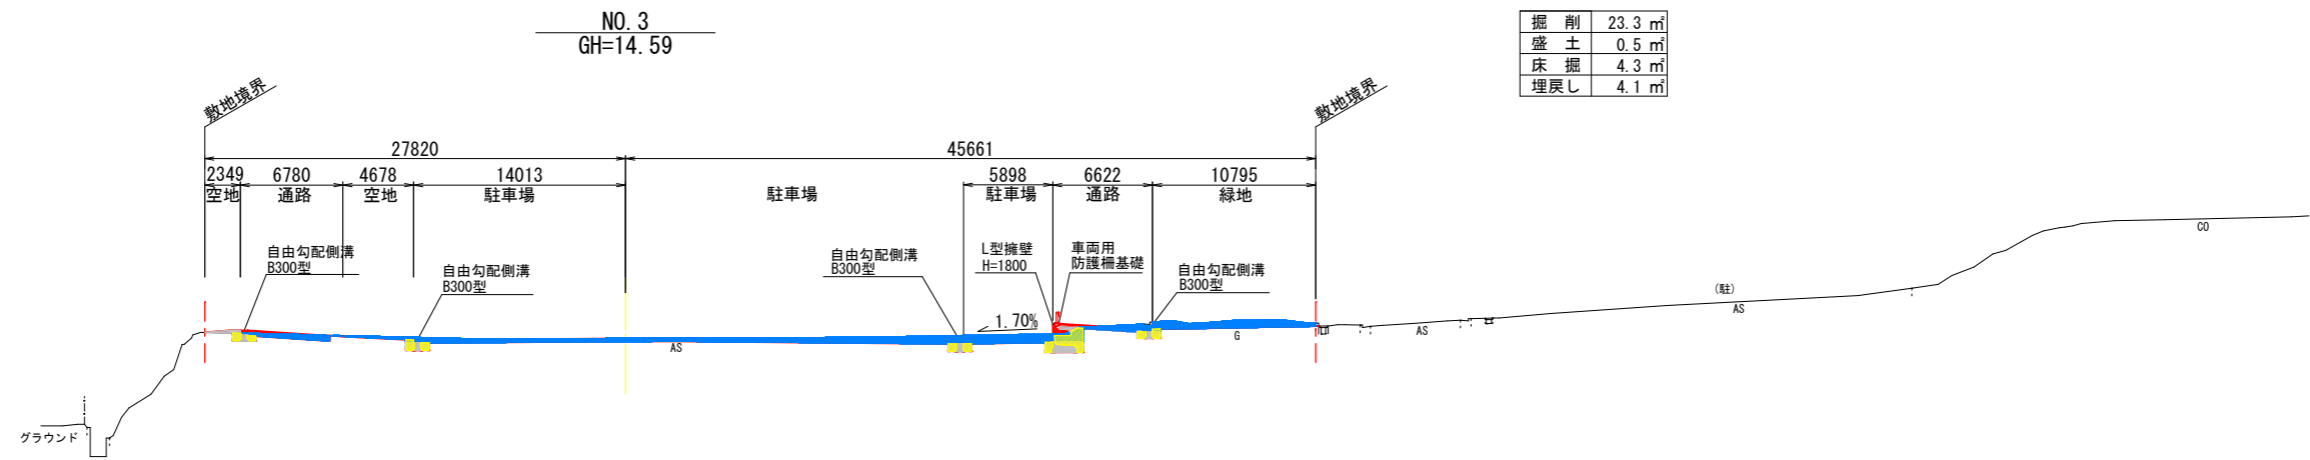 NO.3
GH=14.59
掘 削 23.3 ㎡
盛 土 0.5 ㎡
床 掘 4.3 ㎡
埋戻し 4.1 ㎡
敷地境界
敷地境界
27820 45661
2349 6780 4678 14013 5898 6622 10795
空地 通路 空地 駐車場 駐車場 駐車場 通路 緑地
自由勾配側溝
B300型
自由勾配側溝
B300型
自由勾配側溝
B300型
L型擁壁
H=1800
車両用
防護柵基礎
自由勾配側溝
B300型
1.70%
AS
G
AS
(駐)
AS
CO
グラウンド